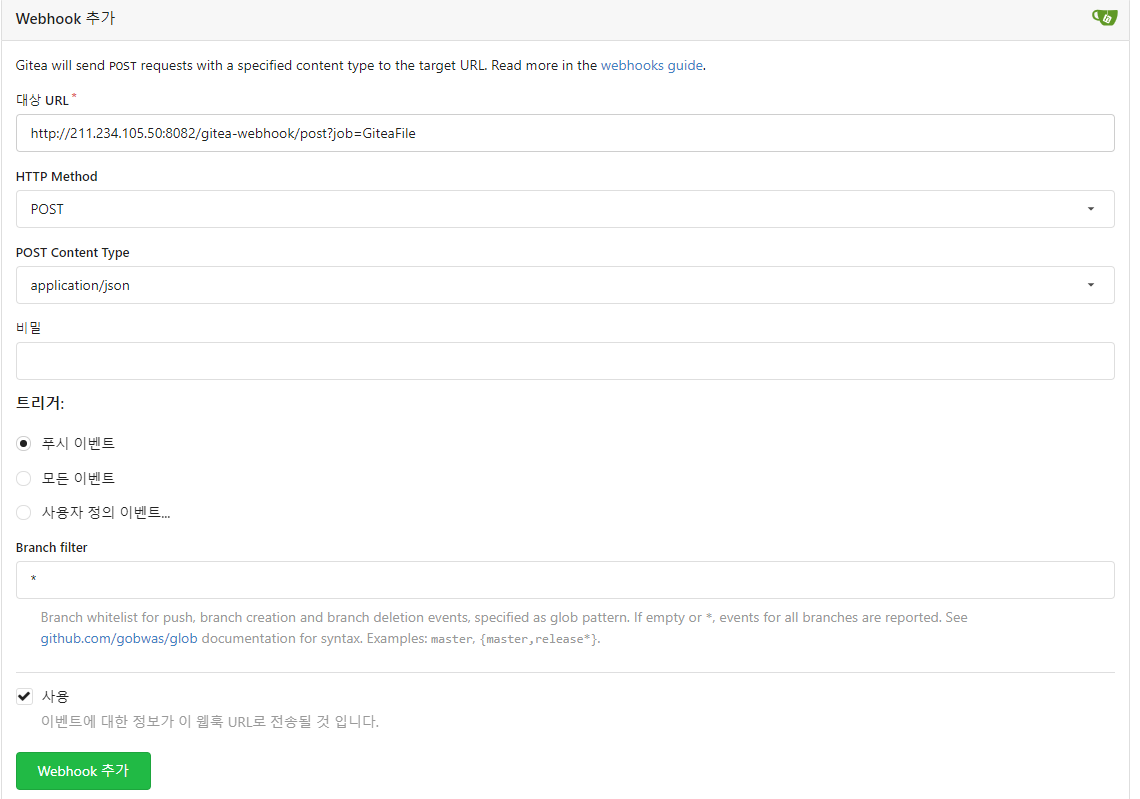 Webhook 추가
Gitea will send POST requests with a specified content type to the target URL. Read more in the webhooks guide.
대상 URL*
http://211.234.105.50:8082/gitea-webhook/post?job=GiteaFile
HTTP Method
POST
POST Content Type
application/json
비밀
트리거:
푸시 이벤트
모든 이벤트
사용자 정의 이벤트...
Branch filter
*
Branch whitelist for push, branch creation and branch deletion events, specified as glob pattern. If empty or *, events for all branches are reported. See
github.com/gobwas/glob documentation for syntax. Examples: master, {master,release*}.
사용
이벤트에 대한 정보가 이 웹훅 URL로 전송될 것 입니다.
Webhook 추가